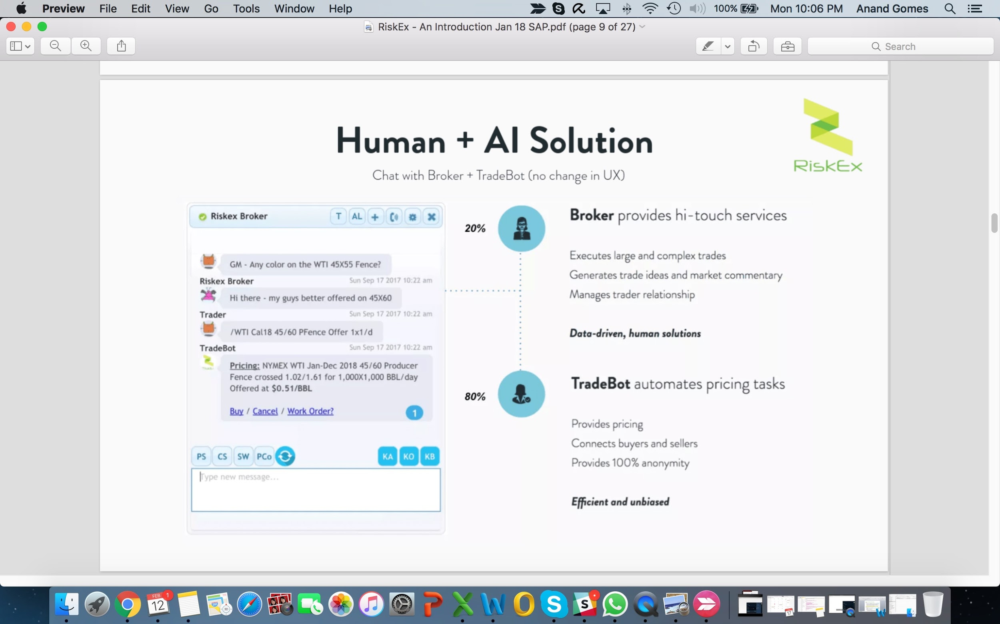 Preview File Edit View Go Tools Window Help 100% Mon 10:06 PM Anand Gomes
RiskEx - An Introduction Jan 18 SAP.pdf (page 9 of 27)
Search
Human + AI Solution
Chat with Broker + TradeBot (no change in UX)
RiskEx
Riskex Broker T AL
GM - Any color on the WTI 45X55 Fence?
Riskex Broker Sun Sep 17 2017 10:22 am
Hi there - my guys better offered on 45X60
Trader Sun Sep 17 2017 10:22 am
/WTI Cal18 45/60 PFence Offer 1x1/d
TradeBot Sun Sep 17 2017 10:22 am
Pricing: NYMEX WTI Jan-Dec 2018 45/60 Producer
Fence crossed 1.02/1.61 for 1,000X1,000 BBL/day
Offered at $0.51/BBL
Buy / Cancel / Work Order? 1
PS CS SW PCo KA KO KB
Type new message...
20%
Broker provides hi-touch services
Executes large and complex trades
Generates trade ideas and market commentary
Manages trader relationship
Data-driven, human solutions
80%
TradeBot automates pricing tasks
Provides pricing
Connects buyers and sellers
Provides 100% anonymity
Efficient and unbiased
FEB 1
12
280
3D
17